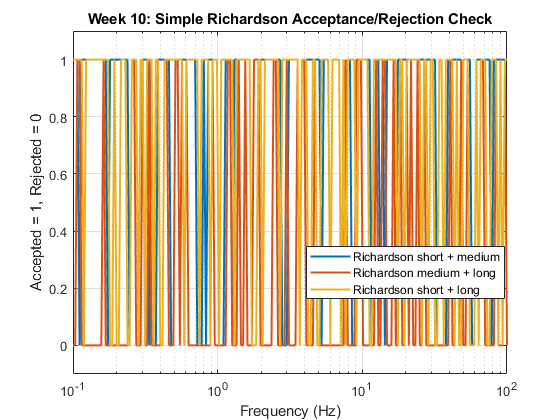 Week 10: Simple Richardson Acceptance/Rejection Check
Accepted = 1, Rejected = 0
1
0.8
0.6
0.4
0.2
0
Richardson short + medium
Richardson medium + long
Richardson short + long
10^-1 10^0 10^1 10^2
Frequency (Hz)